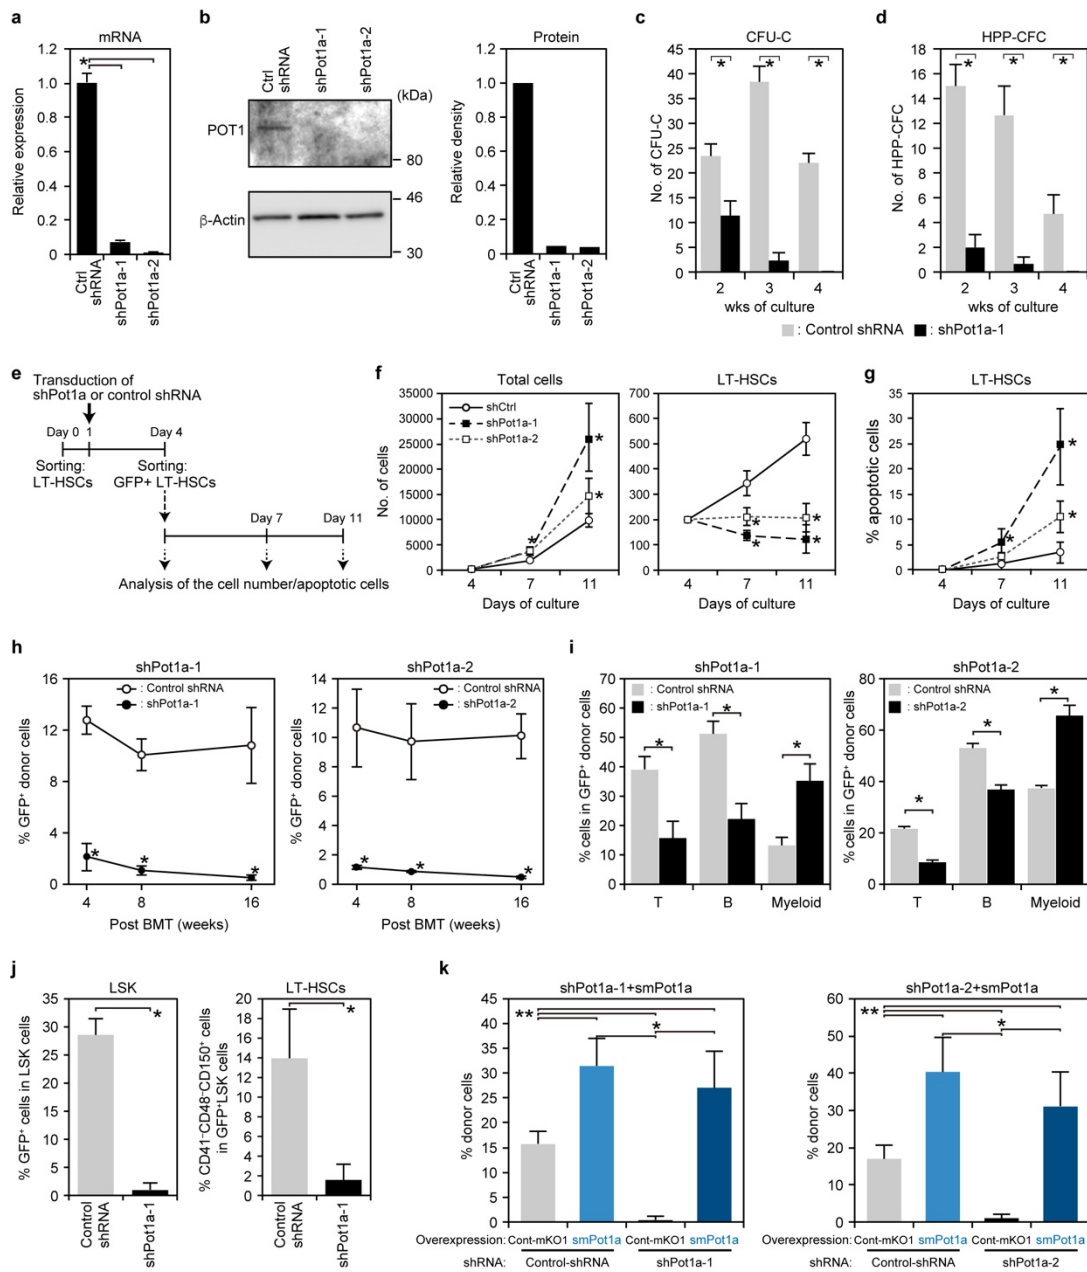 a
mRNA
Relative expression
1.2
1.0
0.8
0.6
0.4
0.2
0
*
Ctrl
shRNA
shPot1a-1
shPot1a-2
b
Ctrl
shRNA
shPot1a-1
shPot1a-2
(kDa)
POT1
80
46
β-Actin
30
Protein
Relative density
1.2
1.0
0.8
0.6
0.4
0.2
0
Ctrl
shRNA
shPot1a-1
shPot1a-2
c
CFU-C
No. of CFU-C
45
40
35
30
25
20
15
10
5
0
* * *
2 3 4
wks of culture
d
HPP-CFC
No. of HPP-CFC
18
16
14
12
10
8
6
4
2
0
* * *
2 3 4
wks of culture
: Control shRNA : shPot1a-1
e
Transduction of
shPot1a or control shRNA
Day 0 1 Day 4
Sorting: Sorting:
LT-HSCs GFP+ LT-HSCs
Day 7 Day 11
Analysis of the cell number/apoptotic cells
f
Total cells
No. of cells
35000
30000
25000
20000
15000
10000
5000
0
shCtrl
shPot1a-1
shPot1a-2
* * *
4 7 11
Days of culture
LT-HSCs
700
600
500
400
300
200
100
0
* * * *
4 7 11
Days of culture
g
LT-HSCs
% apoptotic cells
35
30
25
20
15
10
5
0
* * *
4 7 11
Days of culture
h
shPot1a-1
% GFP⁺ donor cells
16
12
8
4
0
: Control shRNA
: shPot1a-1
* * *
4 8 16
Post BMT (weeks)
shPot1a-2
% GFP⁺ donor cells
14
12
10
8
6
4
2
0
: Control shRNA
: shPot1a-2
* * *
4 8 16
Post BMT (weeks)
i
shPot1a-1
% cells in GFP⁺ donor cells
70
60
50
40
30
20
10
0
: Control shRNA
: shPot1a-1
* * *
T B Myeloid
shPot1a-2
% cells in GFP⁺ donor cells
80
60
40
20
0
: Control shRNA
: shPot1a-2
* * *
T B Myeloid
j
LSK
% GFP⁺ cells in LSK cells
35
30
25
20
15
10
5
0
*
Control
shRNA
shPot1a-1
LT-HSCs
% CD41⁻CD48⁻CD150⁺ cells
in GFP⁺LSK cells
20
18
16
14
12
10
8
6
4
2
0
*
Control
shRNA
shPot1a-1
k
shPot1a-1+smPot1a
% donor cells
45
40
35
30
25
20
15
10
5
0
** *
Overexpression: Cont-mKO1 smPot1a Cont-mKO1 smPot1a
shRNA: Control-shRNA shPot1a-1
shPot1a-2+smPot1a
% donor cells
60
50
40
30
20
10
0
** *
Cont-mKO1 smPot1a Cont-mKO1 smPot1a
Control-shRNA shPot1a-2